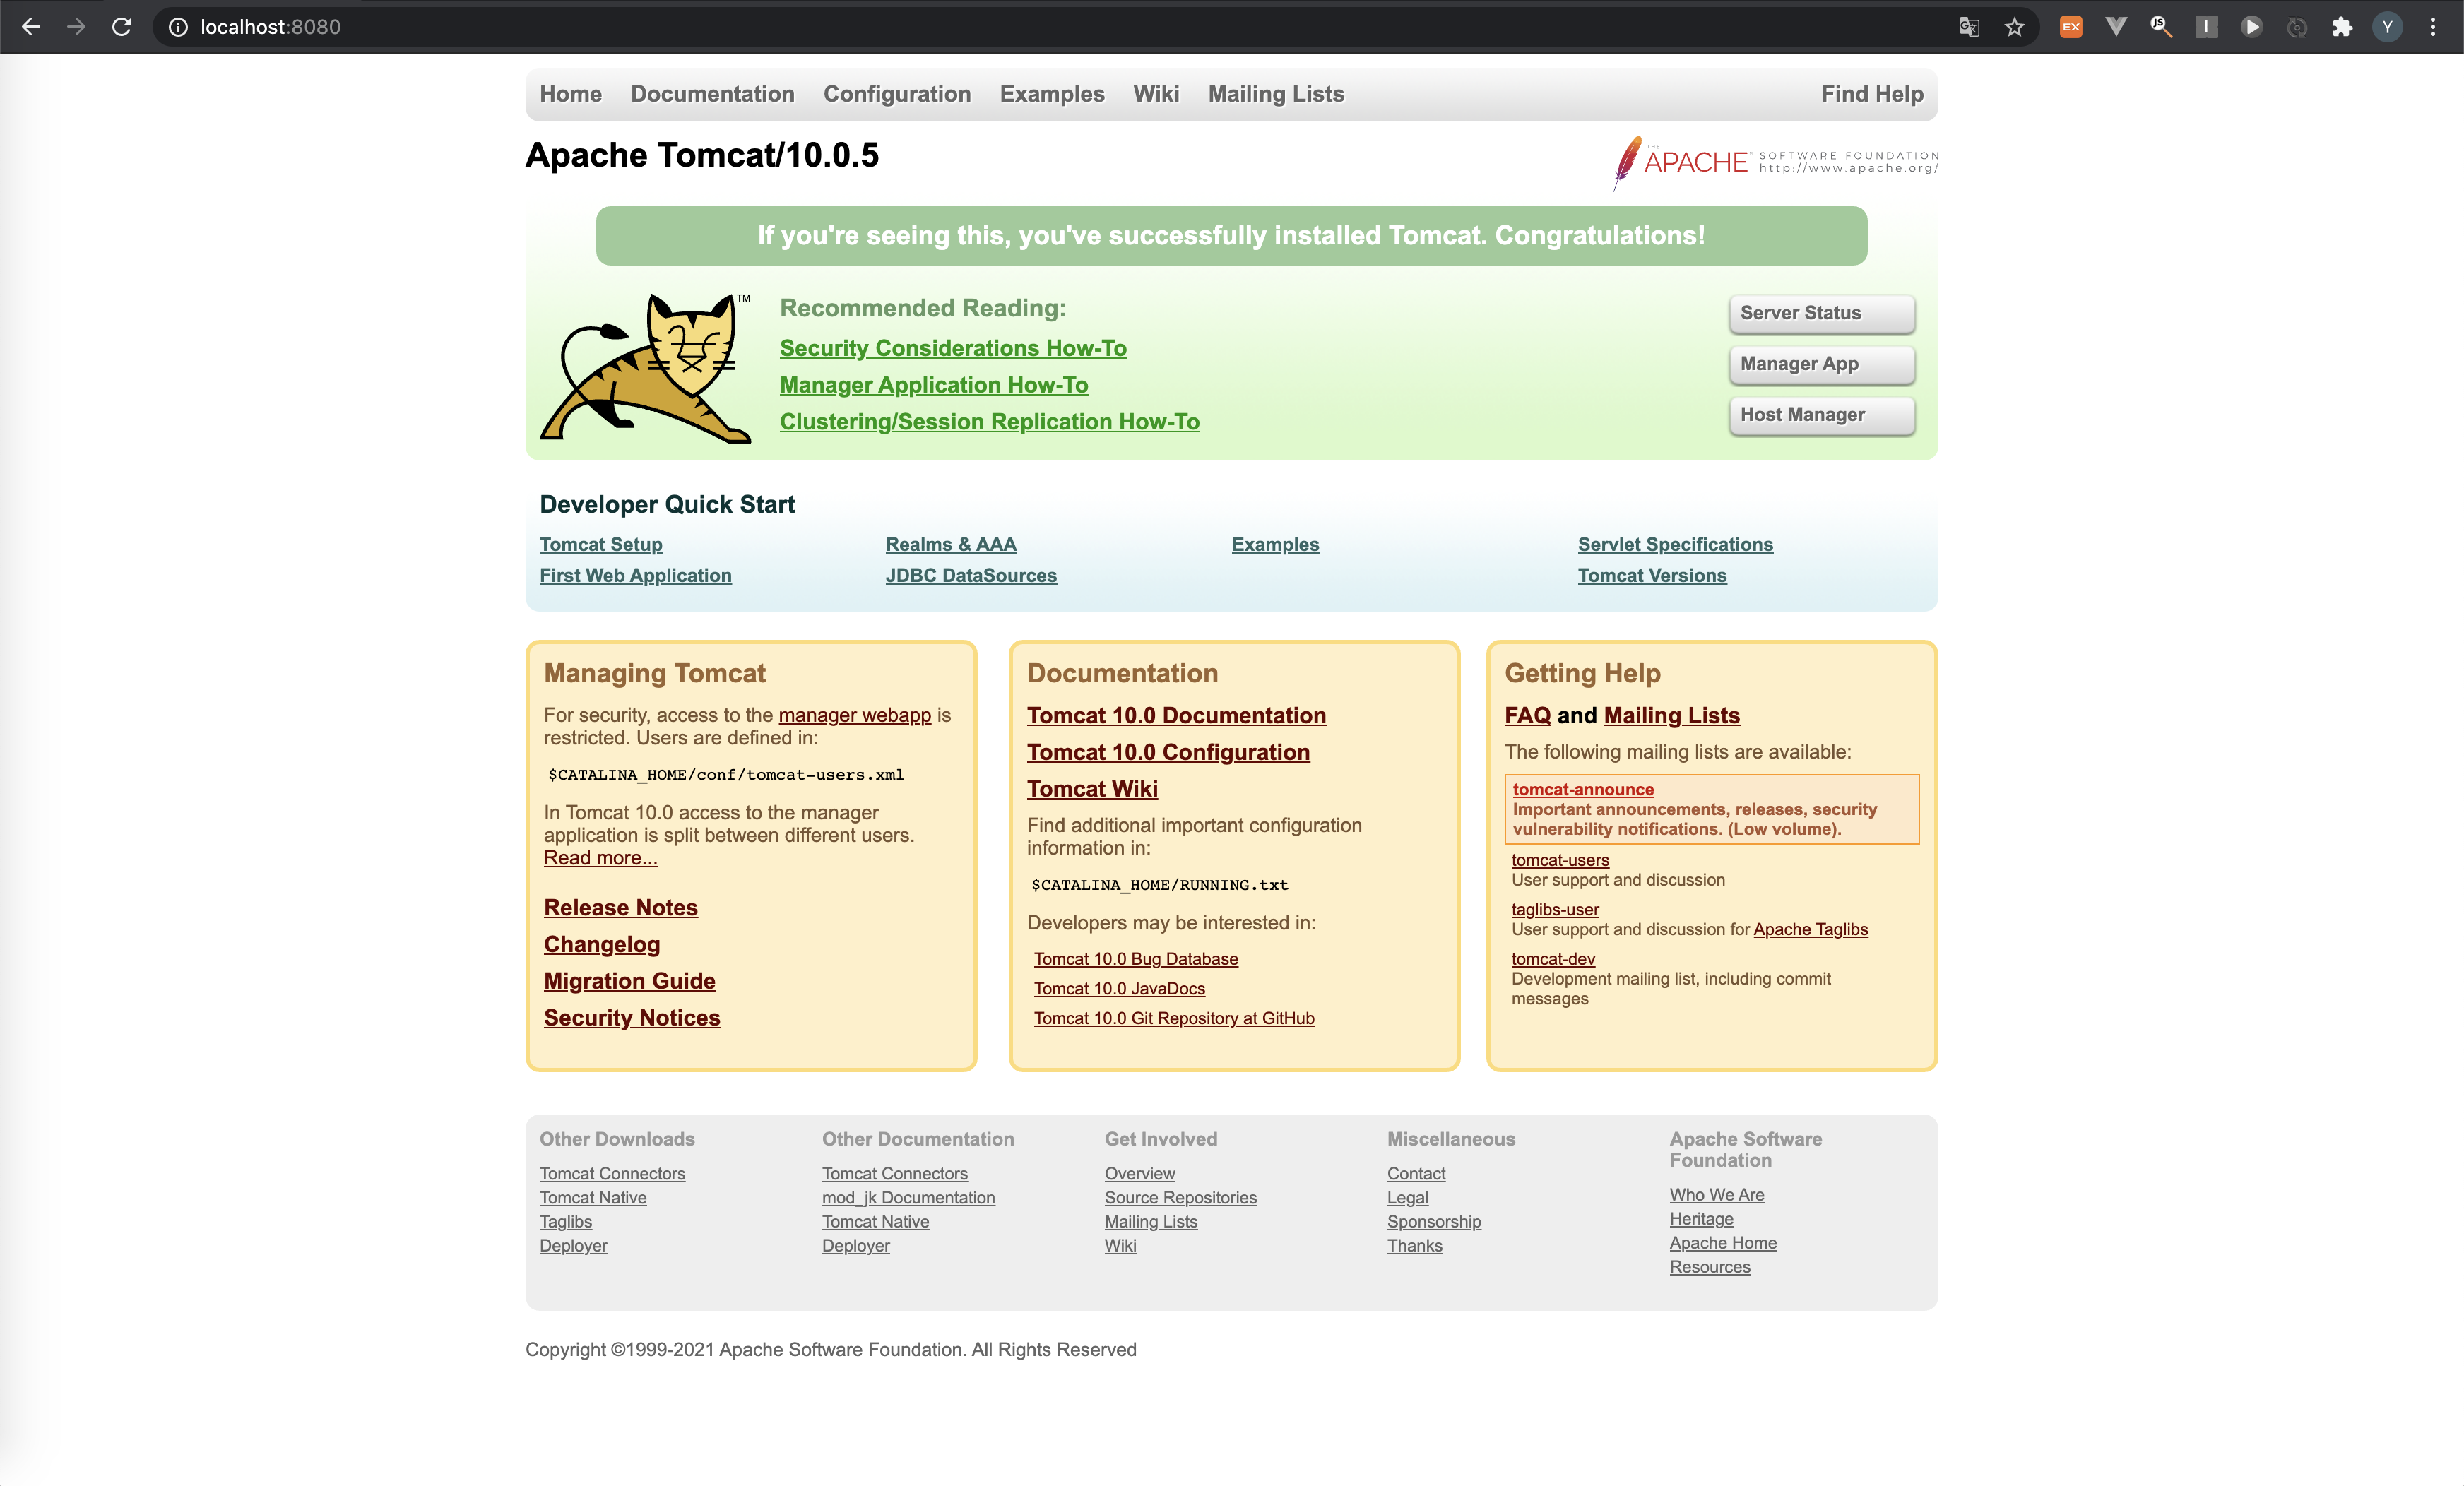 localhost:8080
EX
JS
I
Y
Home Documentation Configuration Examples Wiki Mailing Lists Find Help
Apache Tomcat/10.0.5
THE
APACHE™ SOFTWARE FOUNDATION
http://www.apache.org/
If you're seeing this, you've successfully installed Tomcat. Congratulations!
TM
Recommended Reading:
Security Considerations How-To
Manager Application How-To
Clustering/Session Replication How-To
Server Status
Manager App
Host Manager
Developer Quick Start
Tomcat Setup
First Web Application
Realms & AAA
JDBC DataSources
Examples
Servlet Specifications
Tomcat Versions
Managing Tomcat
For security, access to the manager webapp is
restricted. Users are defined in:
$CATALINA_HOME/conf/tomcat-users.xml
In Tomcat 10.0 access to the manager
application is split between different users.
Read more...
Release Notes
Changelog
Migration Guide
Security Notices
Documentation
Tomcat 10.0 Documentation
Tomcat 10.0 Configuration
Tomcat Wiki
Find additional important configuration
information in:
$CATALINA_HOME/RUNNING.txt
Developers may be interested in:
Tomcat 10.0 Bug Database
Tomcat 10.0 JavaDocs
Tomcat 10.0 Git Repository at GitHub
Getting Help
FAQ and Mailing Lists
The following mailing lists are available:
tomcat-announce
Important announcements, releases, security
vulnerability notifications. (Low volume).
tomcat-users
User support and discussion
taglibs-user
User support and discussion for Apache Taglibs
tomcat-dev
Development mailing list, including commit
messages
Other Downloads
Tomcat Connectors
Tomcat Native
Taglibs
Deployer
Other Documentation
Tomcat Connectors
mod_jk Documentation
Tomcat Native
Deployer
Get Involved
Overview
Source Repositories
Mailing Lists
Wiki
Miscellaneous
Contact
Legal
Sponsorship
Thanks
Apache Software
Foundation
Who We Are
Heritage
Apache Home
Resources
Copyright ©1999-2021 Apache Software Foundation. All Rights Reserved